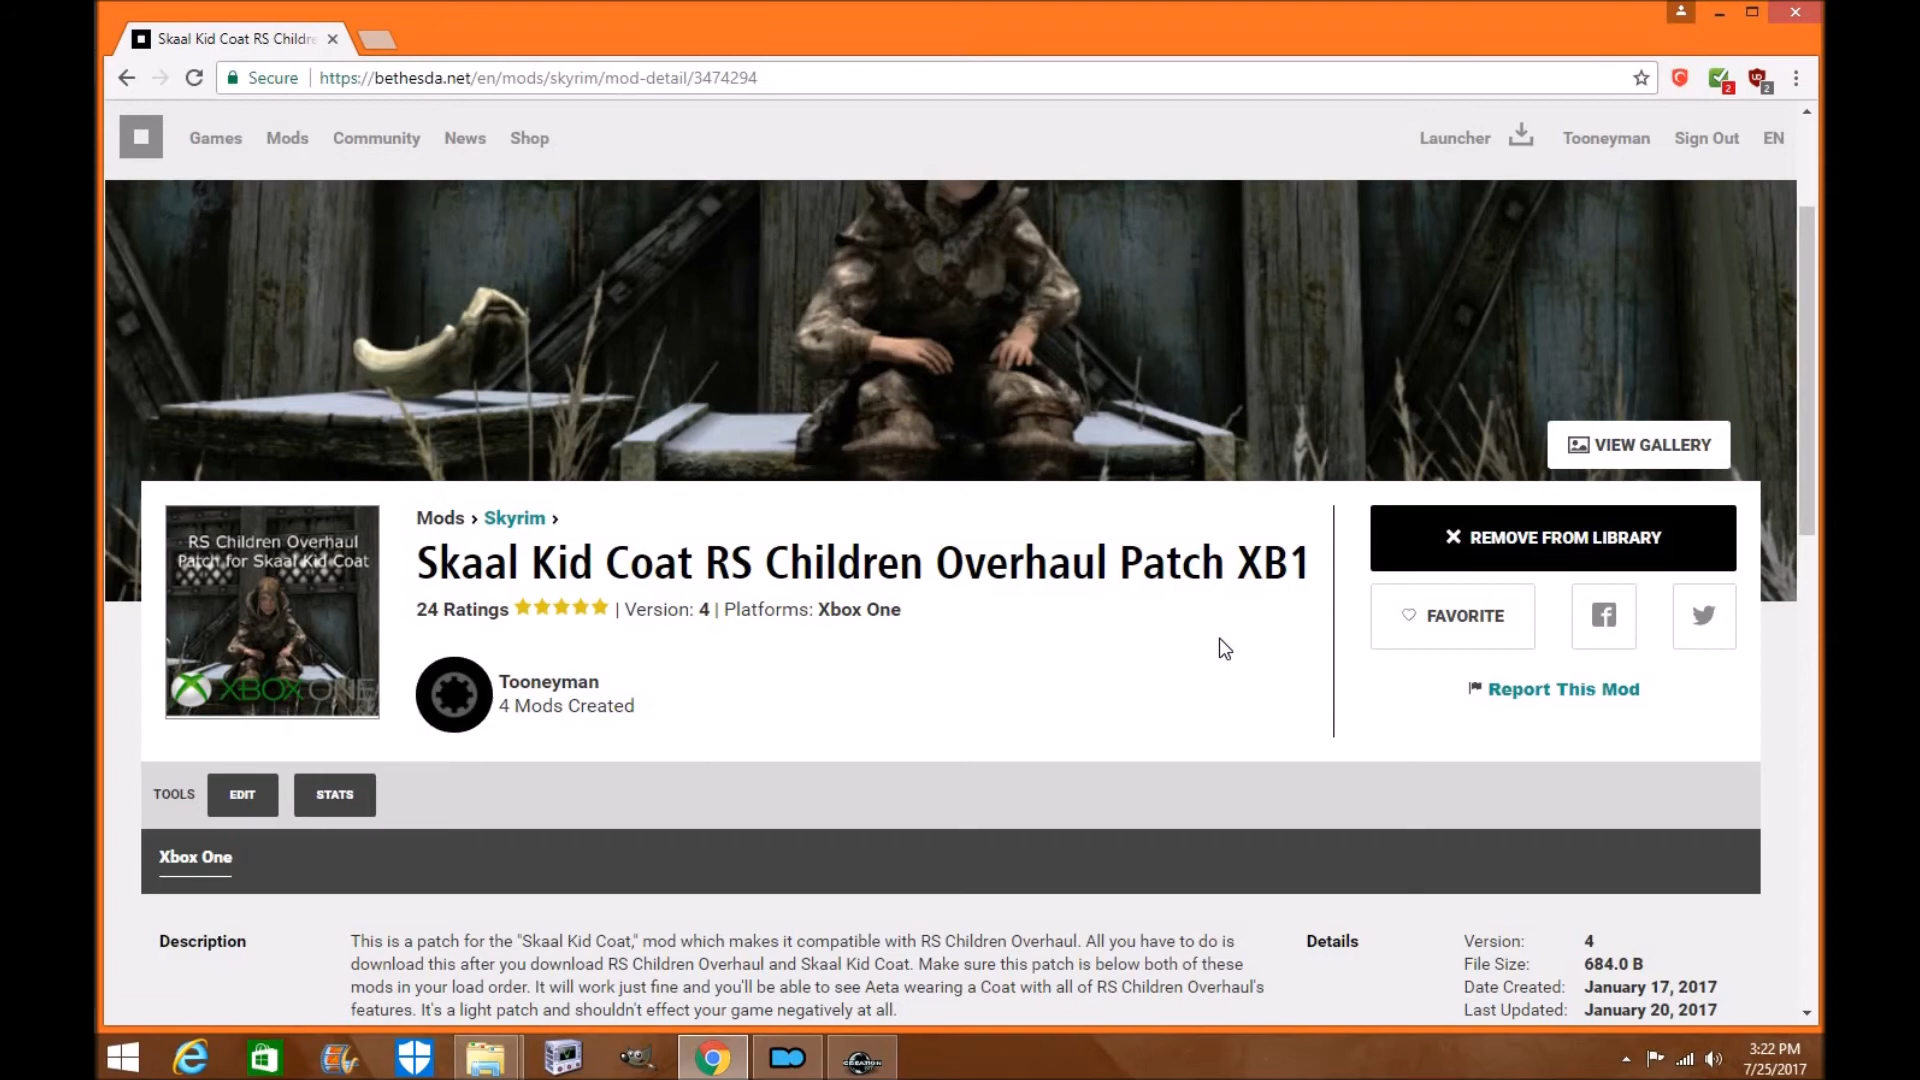 Skaal Kid Coat RS Childre
Secure https://bethesda.net/en/mods/skyrim/mod-detail/3474294
2 2
Games Mods Community News Shop Launcher Tooneyman Sign Out EN
VIEW GALLERY
RS Children Overhaul
Patch for Skaal Kid Coat
XBOX ONE
Mods › Skyrim ›
Skaal Kid Coat RS Children Overhaul Patch XB1
24 Ratings | Version: 4 | Platforms: Xbox One
Tooneyman
4 Mods Created
REMOVE FROM LIBRARY
FAVORITE
Report This Mod
TOOLS EDIT STATS
Xbox One
Description
This is a patch for the "Skaal Kid Coat," mod which makes it compatible with RS Children Overhaul. All you have to do is
download this after you download RS Children Overhaul and Skaal Kid Coat. Make sure this patch is below both of these
mods in your load order. It will work just fine and you'll be able to see Aeta wearing a Coat with all of RS Children Overhaul's
features. It's a light patch and shouldn't effect your game negatively at all.
Details
Version: 4
File Size: 684.0 B
Date Created: January 17, 2017
Last Updated: January 20, 2017
CREATION
3:22 PM
7/25/2017